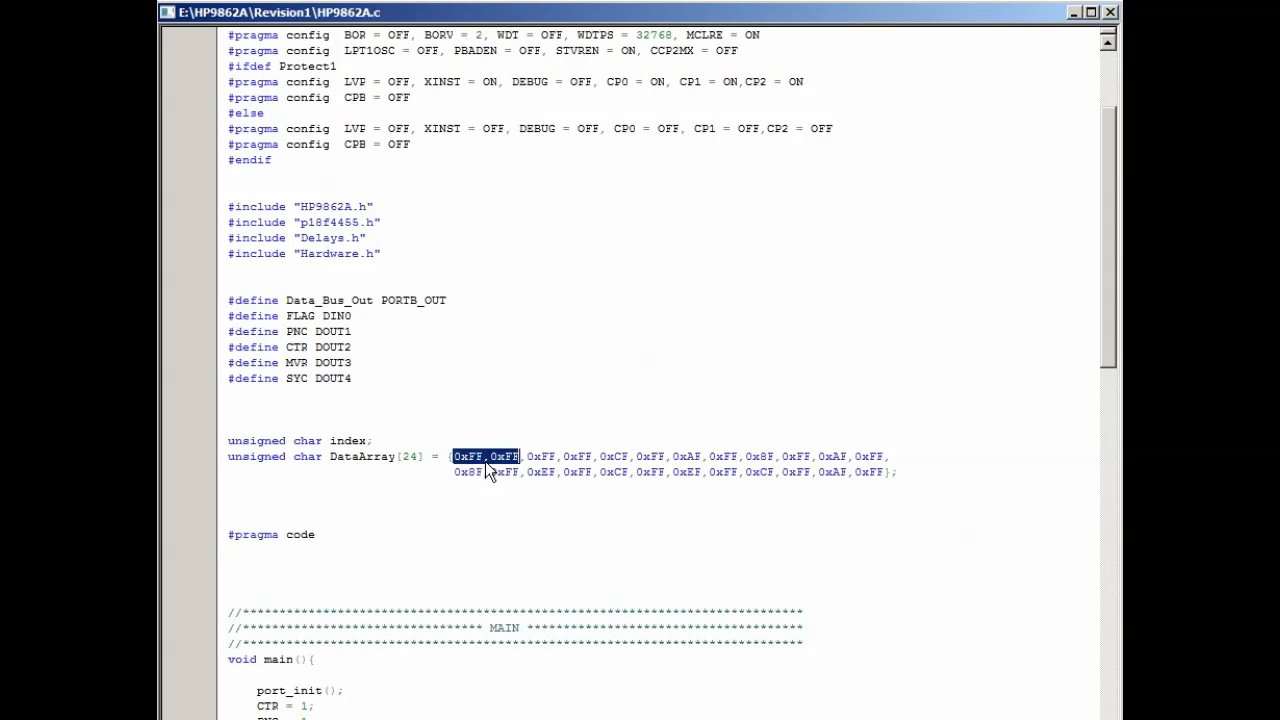 E:\HP9862A\Revision1\HP9862A.c
#pragma config  BOR = OFF, BORV = 2, WDT = OFF, WDTPS = 32768, MCLRE = ON
#pragma config  LPT1OSC = OFF, PBADEN = OFF, STVREN = ON, CCP2MX = OFF
#ifdef Protect1
#pragma config  LVP = OFF, XINST = ON, DEBUG = OFF, CP0 = ON, CP1 = ON,CP2 = ON
#pragma config  CPB = OFF
#else
#pragma config  LVP = OFF, XINST = OFF, DEBUG = OFF, CP0 = OFF, CP1 = OFF,CP2 = OFF
#pragma config  CPB = OFF
#endif
#include "HP9862A.h"
#include "p18f4455.h"
#include "Delays.h"
#include "Hardware.h"
#define Data_Bus_Out PORTB_OUT
#define FLAG DIN0
#define PNC DOUT1
#define CTR DOUT2
#define MVR DOUT3
#define SYC DOUT4
unsigned char index;
unsigned char DataArray[24] = {0xFF,0xFF,0xFF,0xFF,0xCF,0xFF,0xAF,0xFF,0x8F,0xFF,0xAF,0xFF,
0x8F,0xFF,0xEF,0xFF,0xCF,0xFF,0xEF,0xFF,0xCF,0xFF,0xAF,0xFF};
#pragma code
//*****************************************************************************
//********************************* MAIN **************************************
//*****************************************************************************
void main(){
port_init();
CTR = 1;